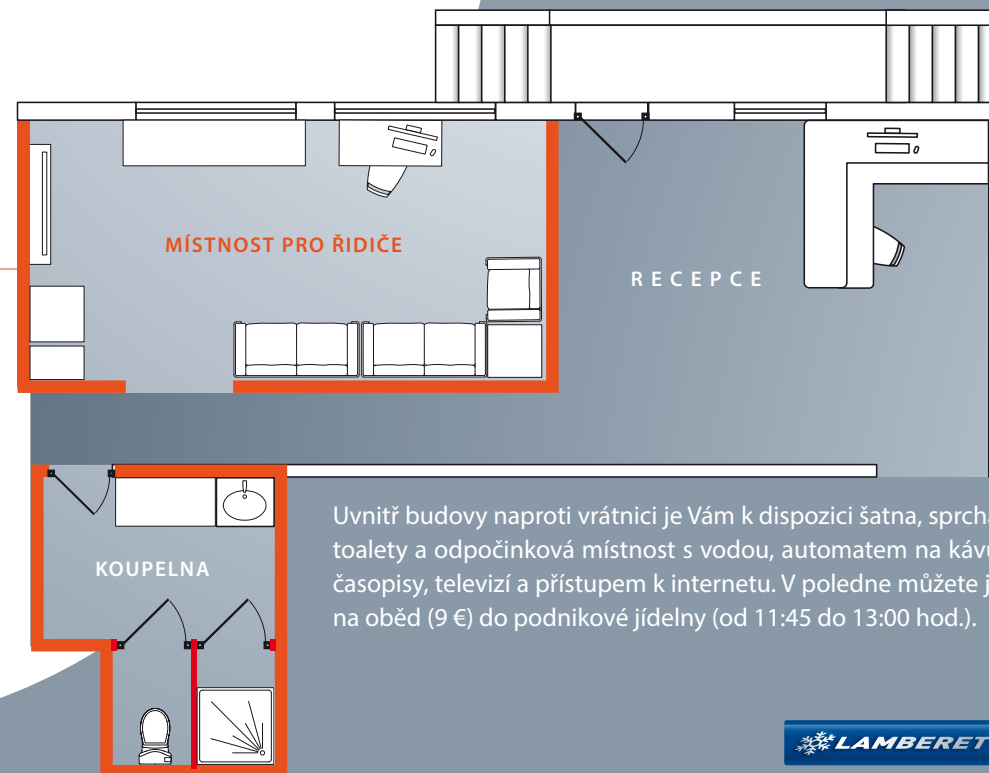 MÍSTNOST PRO ŘIDIČE
RECEPCE
KOUPELNA
Uvnitř budovy naproti vrátnici je Vám k dispozici šatna, sprcha
toalety a odpočinková místnost s vodou, automatem na kávu
časopisy, televizí a přístupem k internetu. V poledne můžete j
na oběd (9 €) do podnikové jídelny (od 11:45 do 13:00 hod.).
LAMBERET